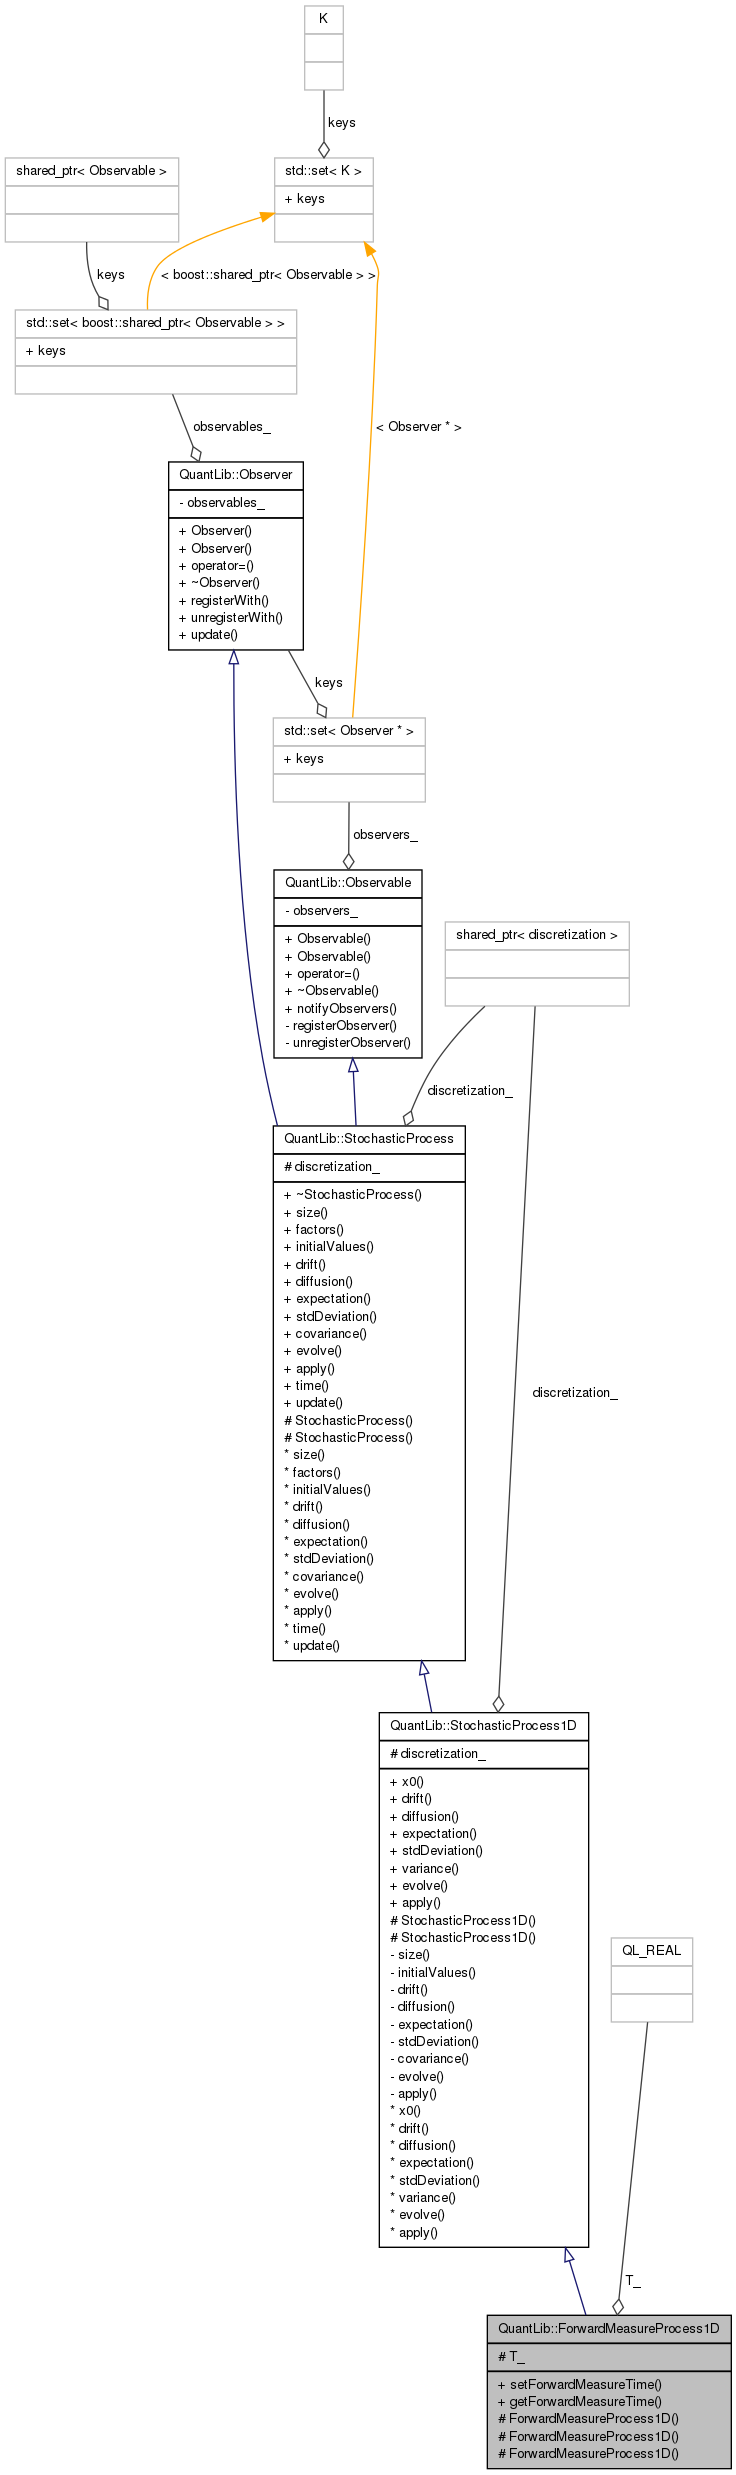 K
keys
shared_ptr< Observable >
std::set< K >
+ keys
keys
< boost::shared_ptr< Observable > >
std::set< boost::shared_ptr< Observable > >
+ keys
observables_
< Observer * >
QuantLib::Observer
- observables_
+ Observer()
+ Observer()
+ operator=()
+ ~Observer()
+ registerWith()
+ unregisterWith()
+ update()
keys
std::set< Observer * >
+ keys
observers_
QuantLib::Observable
- observers_
+ Observable()
+ Observable()
+ operator=()
+ ~Observable()
+ notifyObservers()
- registerObserver()
- unregisterObserver()
shared_ptr< discretization >
discretization_
QuantLib::StochasticProcess
# discretization_
+ ~StochasticProcess()
+ size()
+ factors()
+ initialValues()
+ drift()
+ diffusion()
+ expectation()
+ stdDeviation()
+ covariance()
+ evolve()
+ apply()
+ time()
+ update()
# StochasticProcess()
# StochasticProcess()
* size()
* factors()
* initialValues()
* drift()
* diffusion()
* expectation()
* stdDeviation()
* covariance()
* evolve()
* apply()
* time()
* update()
discretization_
QuantLib::StochasticProcess1D
# discretization_
+ x0()
+ drift()
+ diffusion()
+ expectation()
+ stdDeviation()
+ variance()
+ evolve()
+ apply()
# StochasticProcess1D()
# StochasticProcess1D()
- size()
- initialValues()
- drift()
- diffusion()
- expectation()
- stdDeviation()
- covariance()
- evolve()
- apply()
* x0()
* drift()
* diffusion()
* expectation()
* stdDeviation()
* variance()
* evolve()
* apply()
QL_REAL
T_
QuantLib::ForwardMeasureProcess1D
# T_
+ setForwardMeasureTime()
+ getForwardMeasureTime()
# ForwardMeasureProcess1D()
# ForwardMeasureProcess1D()
# ForwardMeasureProcess1D()